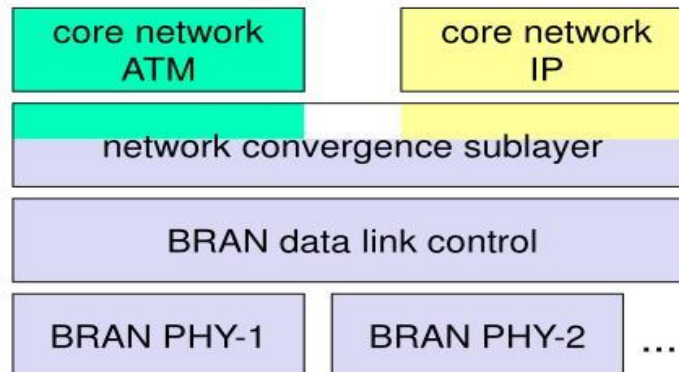 core network
ATM
core network
IP
network convergence sublayer
BRAN data link control
BRAN PHY-1
BRAN PHY-2
...